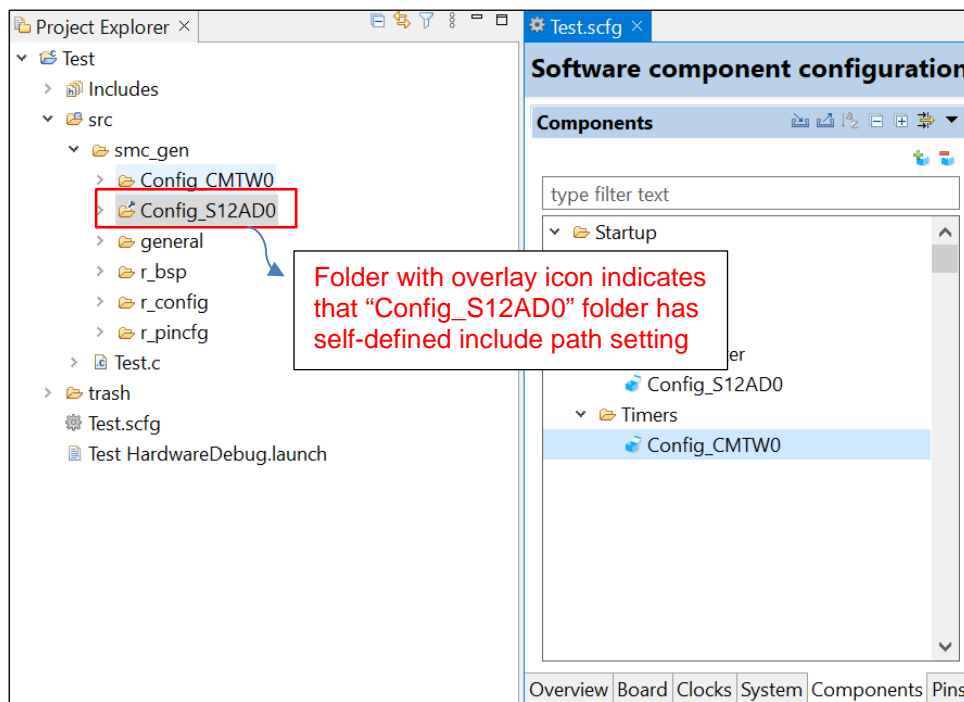 Project Explorer
Test
Includes
src
smc_gen
Config_CMTW0
Config_S12AD0
general
r_bsp
r_config
r_pincfg
Test.c
trash
Test.scfg
Test HardwareDebug.launch
Folder with overlay icon indicates
that “Config_S12AD0” folder has
self-defined include path setting
Test.scfg
Software component configuration
Components
type filter text
Startup
er
Config_S12AD0
Timers
Config_CMTW0
Overview Board Clocks System Components Pins